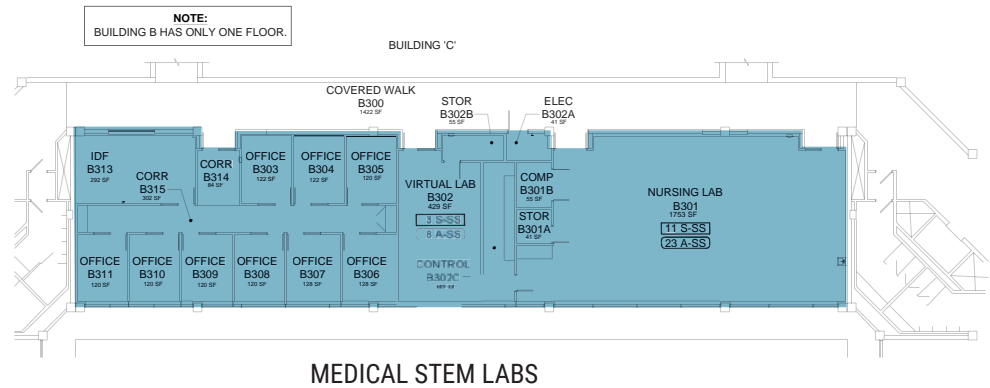 NOTE:
BUILDING B HAS ONLY ONE FLOOR.
BUILDING 'C'
COVERED WALK
B300
1422 SF
STOR
B302B
55 SF
ELEC
B302A
41 SF
IDF
B313
292 SF
CORR
B315
302 SF
CORR
B314
84 SF
OFFICE
B303
122 SF
OFFICE
B304
122 SF
OFFICE
B305
120 SF
VIRTUAL LAB
B302
429 SF
3 S-SS
8 A-SS
CONTROL
B302C
COMP
B301B
55 SF
STOR
B301A
41 SF
NURSING LAB
B301
1753 SF
11 S-SS
23 A-SS
OFFICE
B311
120 SF
OFFICE
B310
120 SF
OFFICE
B309
120 SF
OFFICE
B308
120 SF
OFFICE
B307
128 SF
OFFICE
B306
128 SF
MEDICAL STEM LABS